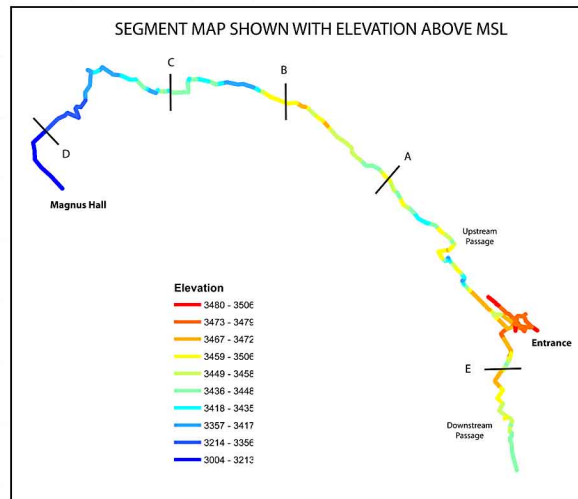 SEGMENT MAP SHOWN WITH ELEVATION ABOVE MSL
C
B
D
A
Magnus Hall
Upstream
Passage
Elevation
3480 - 3506
3473 - 3479
3467 - 3472
3459 - 3506
3449 - 3458
3436 - 3448
3418 - 3435
3357 - 3417
3214 - 3356
3004 - 3213
Entrance
E
Downstream
Passage